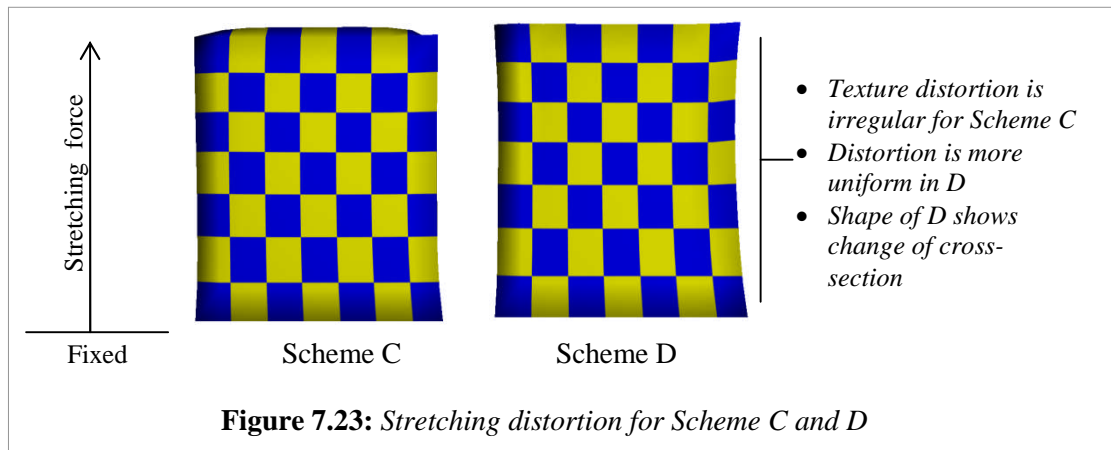 Stretching force
Fixed
Scheme C
Scheme D
• Texture distortion is
irregular for Scheme C
• Distortion is more
uniform in D
• Shape of D shows
change of cross-
section
Figure 7.23: Stretching distortion for Scheme C and D